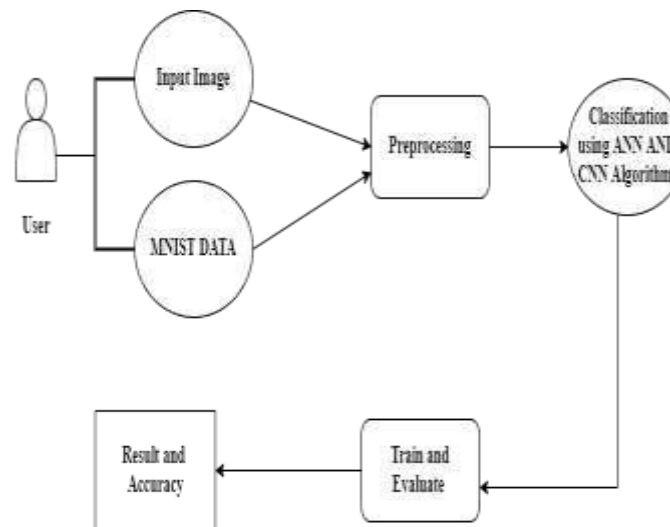 Input Image
User
MNIST DATA
Preprocessing
Classification
using ANN AND
CNN Algorithm
Train and
Evaluate
Result and
Accuracy